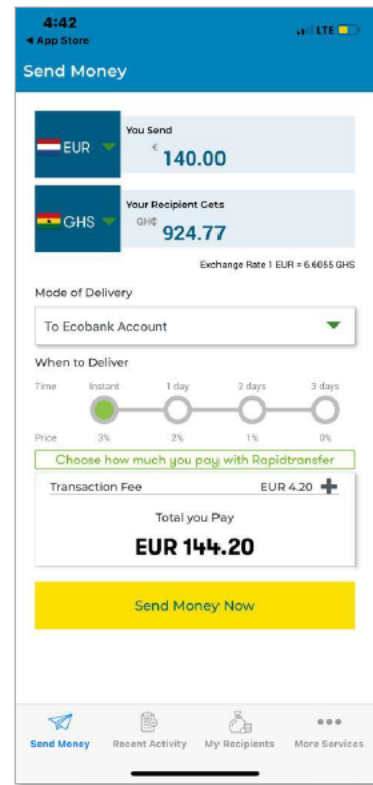 4:42
App Store
LTE
Send Money
You Send
EUR
€
140.00
Your Recipient Gets
GHS
GH₵
924.77
Exchange Rate 1 EUR = 6.6055 GHS
Mode of Delivery
To Ecobank Account
When to Deliver
Time Instant 1 day 2 days 3 days
Price 3% 2% 1% 0%
Choose how much you pay with Rapidtransfer
Transaction Fee EUR 4.20
Total you Pay
EUR 144.20
Send Money Now
Send Money Recent Activity My Recipients More Services